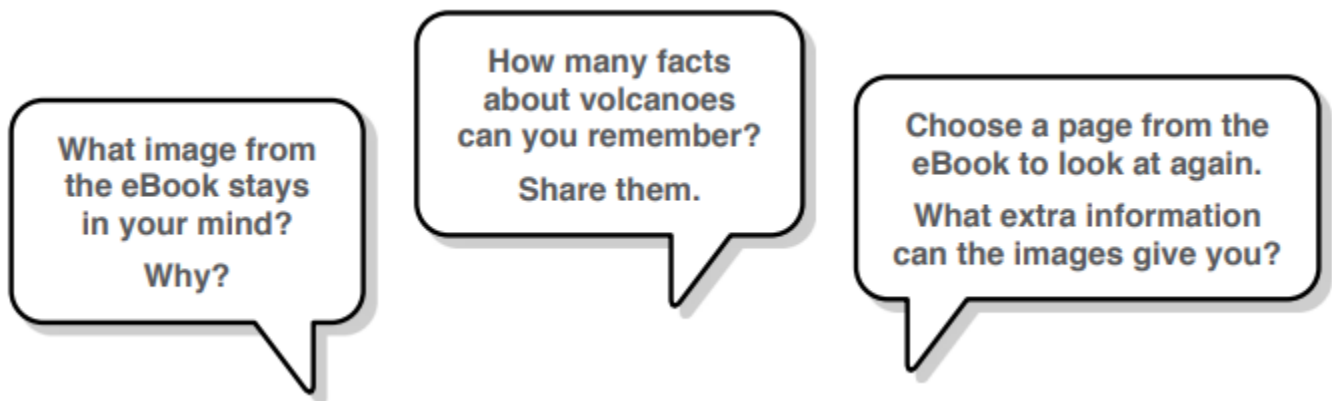 What image from
the eBook stays
in your mind?
Why?
How many facts
about volcanoes
can you remember?
Share them.
Choose a page from the
eBook to look at again.
What extra information
can the images give you?